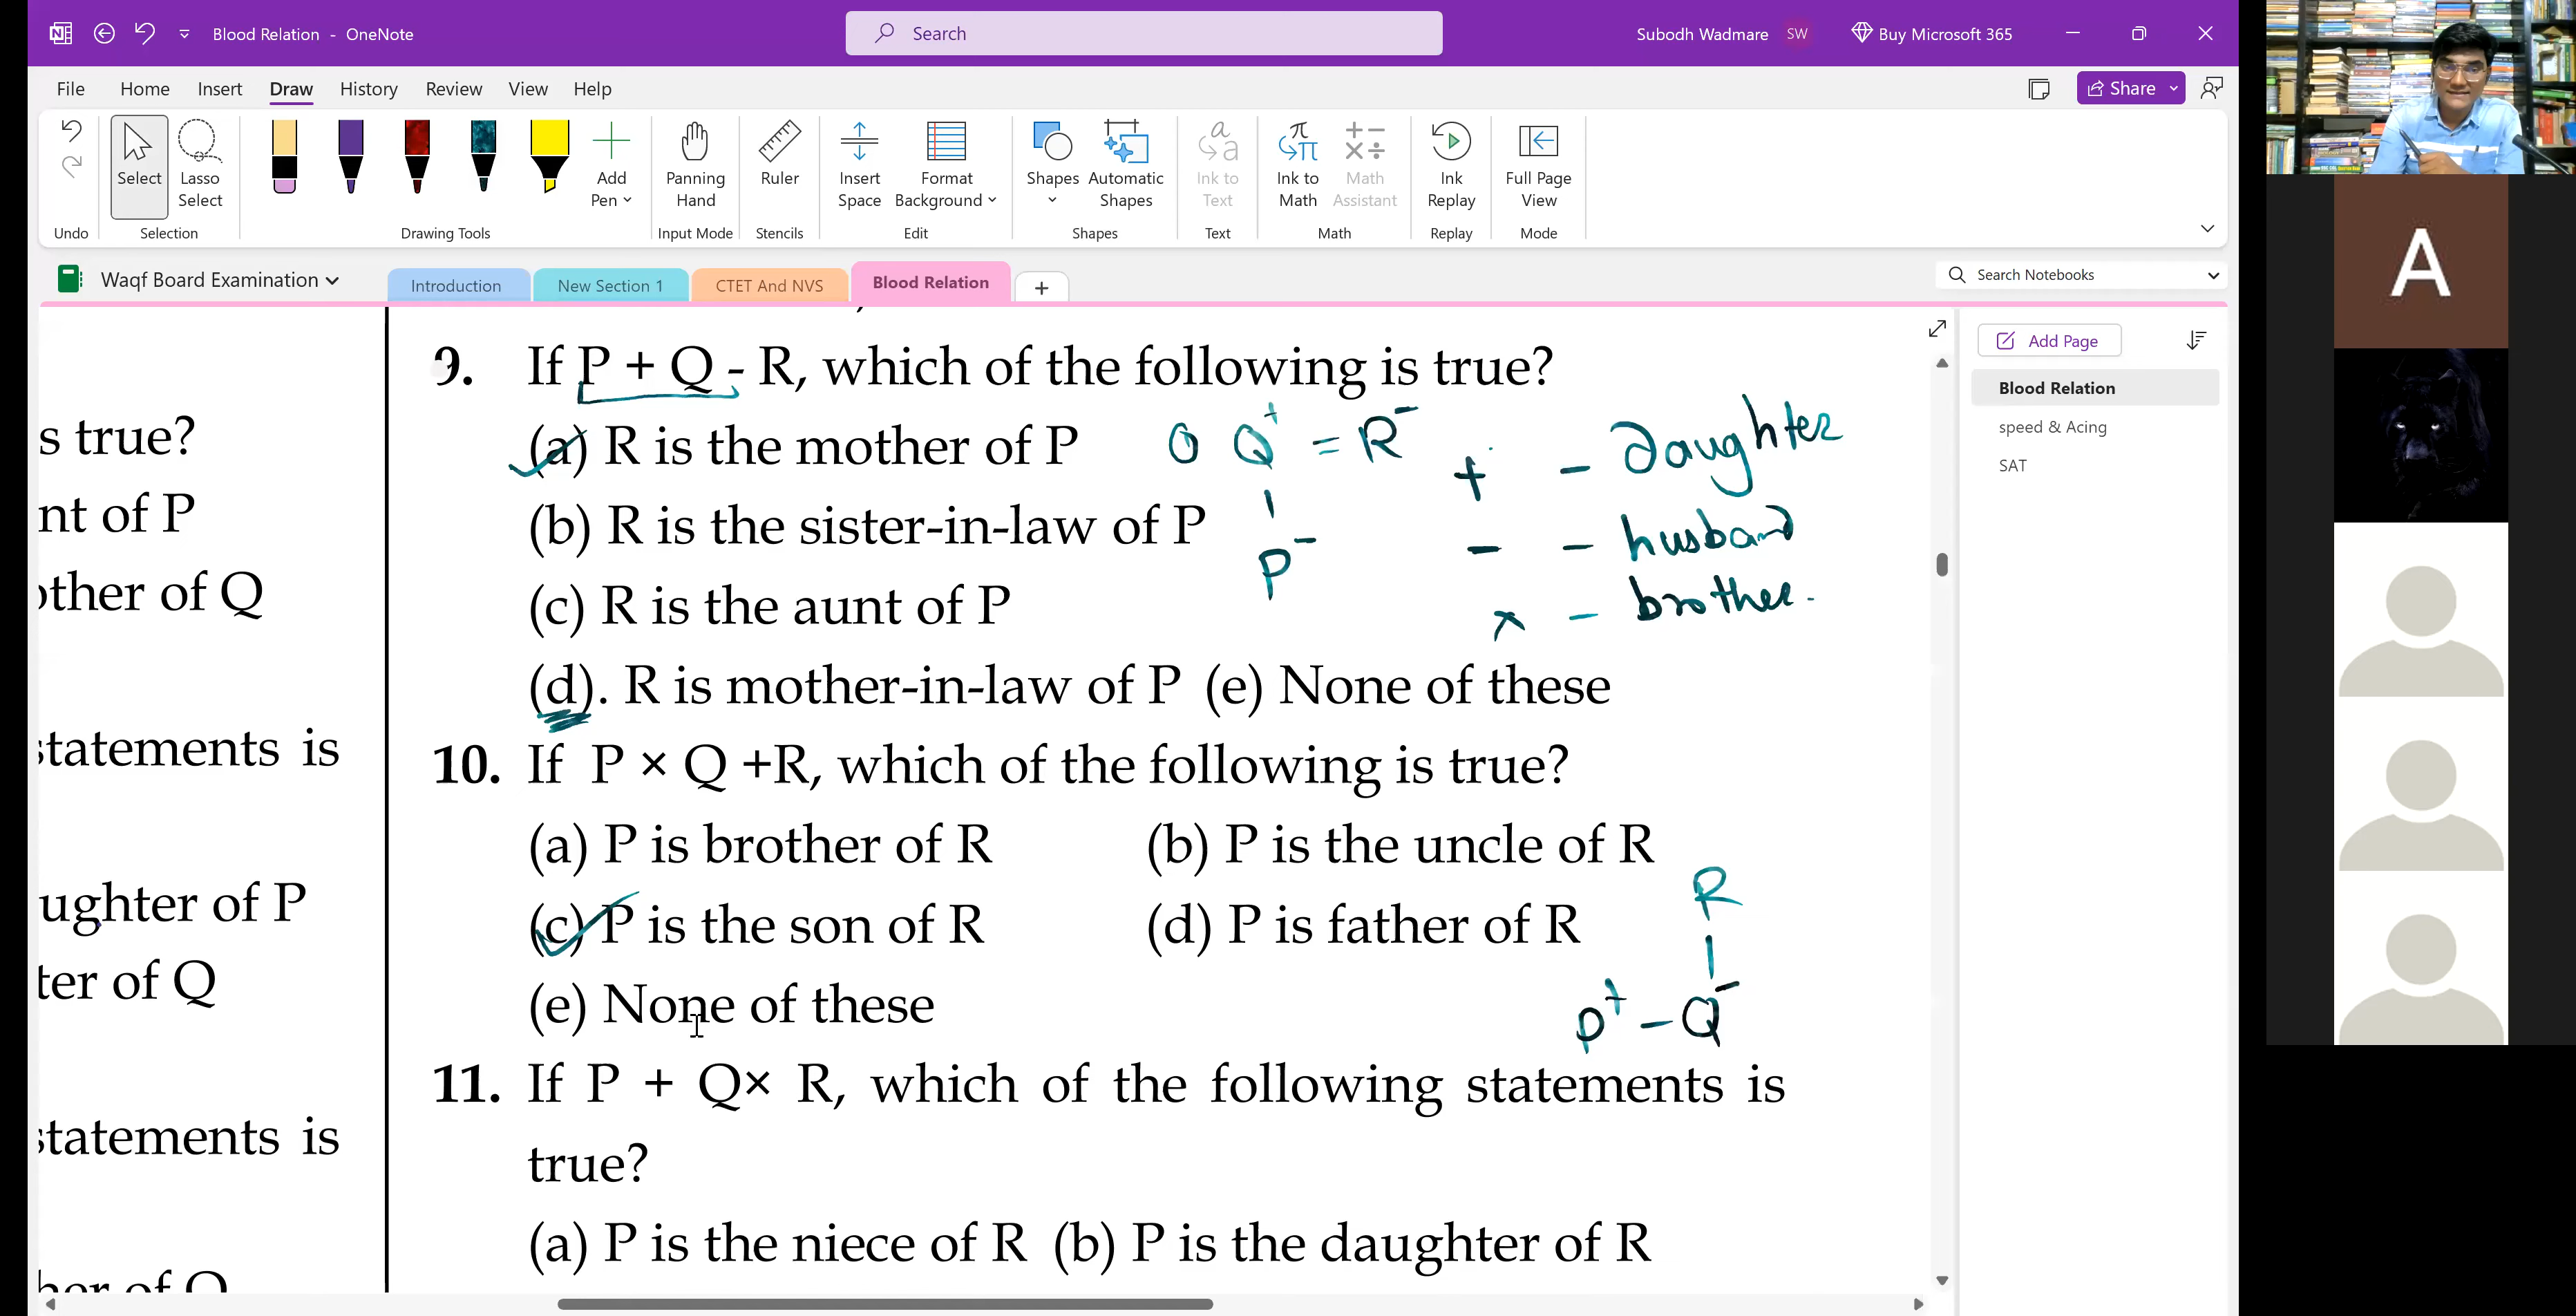 Blood Relation - OneNote
Search
Subodh Wadmare SW
Buy Microsoft 365
File Home Insert Draw History Review View Help
Share
Select
Lasso Select
Add Pen
Panning Hand
Ruler
Insert Space
Format Background
Shapes
Automatic Shapes
Ink to Text
Ink to Math
Math Assistant
Ink Replay
Full Page View
Undo Selection Drawing Tools Input Mode Stencils Edit Shapes Text Math Replay Mode
Waqf Board Examination
Introduction New Section 1 CTET And NVS Blood Relation +
Search Notebooks
Add Page
Blood Relation
speed & Acing
SAT
A
s true?
nt of P
other of Q
statements is
ughter of P
ter of Q
statements is
her of Q
9. If P + Q - R, which of the following is true?
(a) R is the mother of P
(b) R is the sister-in-law of P
(c) R is the aunt of P
(d). R is mother-in-law of P (e) None of these
Q+ = R-
P-
+ - Daughter
- - husband
x - brother.
10. If P × Q +R, which of the following is true?
(a) P is brother of R (b) P is the uncle of R
(c) P is the son of R (d) P is father of R
(e) None of these
R
P+ - Q-
11. If P + Q× R, which of the following statements is
true?
(a) P is the niece of R (b) P is the daughter of R